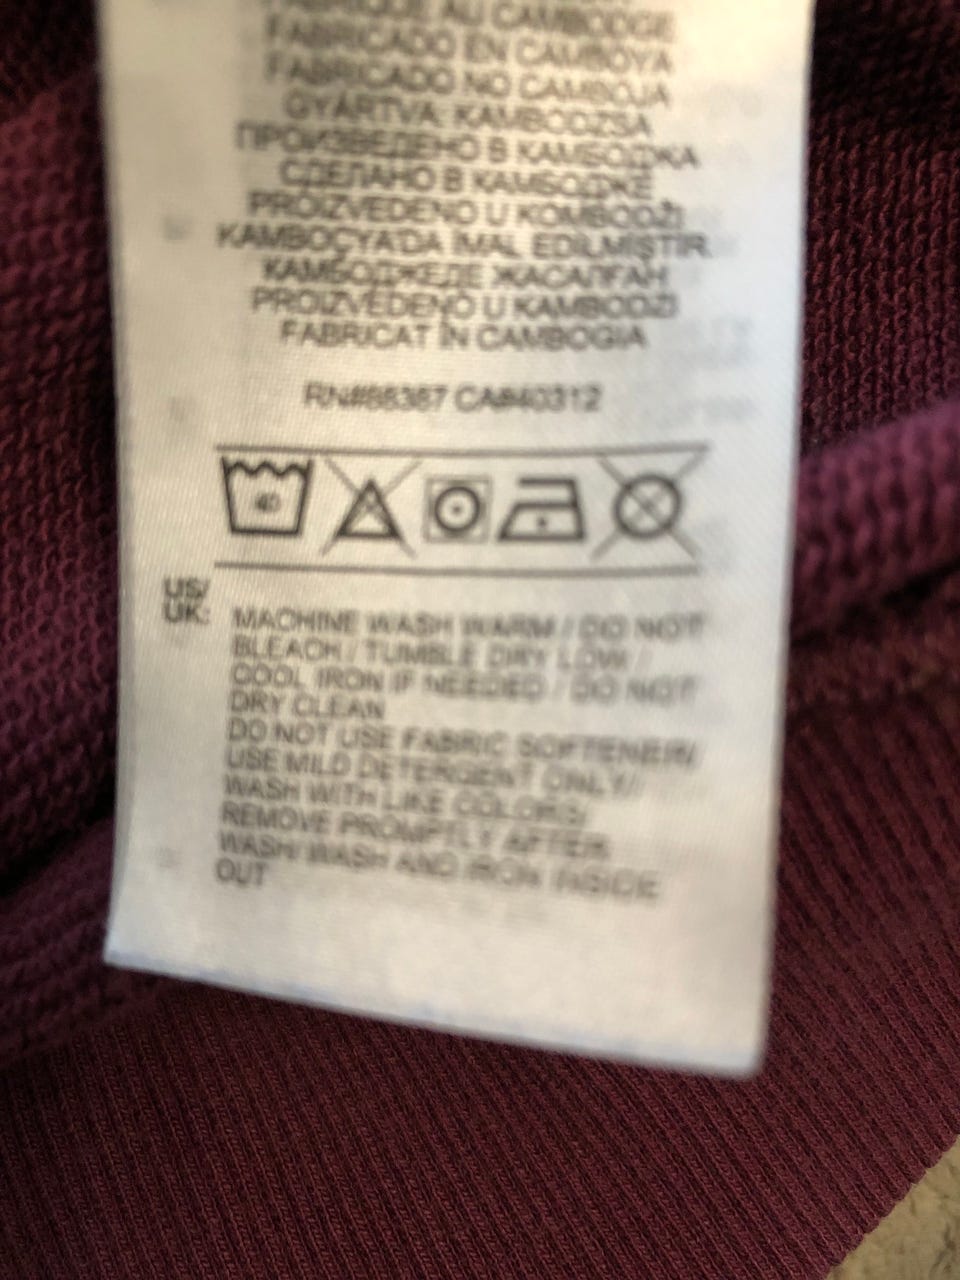 FABRIQUÉ AU CAMBODGE
FABRICADO EN CAMBOYA
FABRICADO NO CAMBOJA
GYÁRTVA: KAMBODZSA
ПРОИЗВЕДЕНО В КАМБОДЖА
СДЕЛАНО В КАМБОДЖЕ
PROIZVEDENO U KOMBODŽI
KAMBOÇYA'DA İMAL EDİLMİŞTİR.
КАМБОДЖЕДЕ ЖАСАЛҒАН
PROIZVEDENO U KAMBODŽI
FABRICAT ÎN CAMBOGIA
RN#88387 CA#40312
40
US/
UK:
MACHINE WASH WARM / DO NOT
BLEACH / TUMBLE DRY LOW /
COOL IRON IF NEEDED / DO NOT
DRY CLEAN
DO NOT USE FABRIC SOFTENER/
USE MILD DETERGENT ONLY/
WASH WITH LIKE COLORS/
REMOVE PROMPTLY AFTER
WASH/ WASH AND IRON INSIDE
OUT